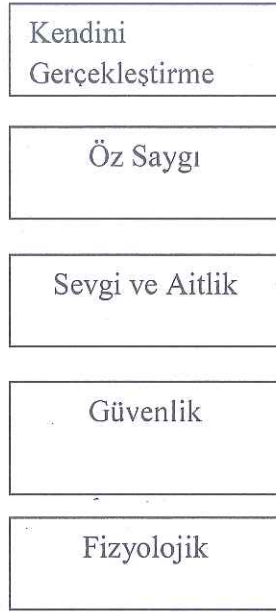 Kendini
Gerçekleştirme
Öz Saygı
Sevgi ve Aitlik
Güvenlik
Fizyolojik